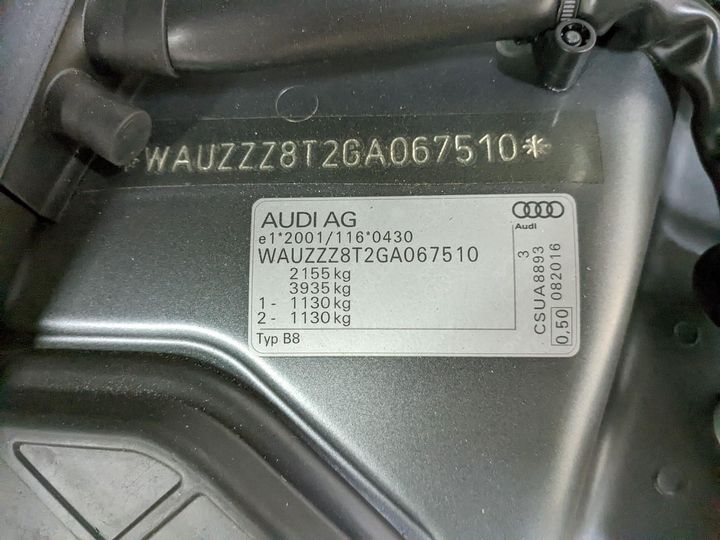 *WAUZZZ8T2GA067510*
AUDI AG
Audi
e1*2001/116*0430
WAUZZZ8T2GA067510
2155 kg
3935 kg
1 - 1130 kg
2 - 1130 kg
Typ B8
3
CSUA8893
0,50 082016